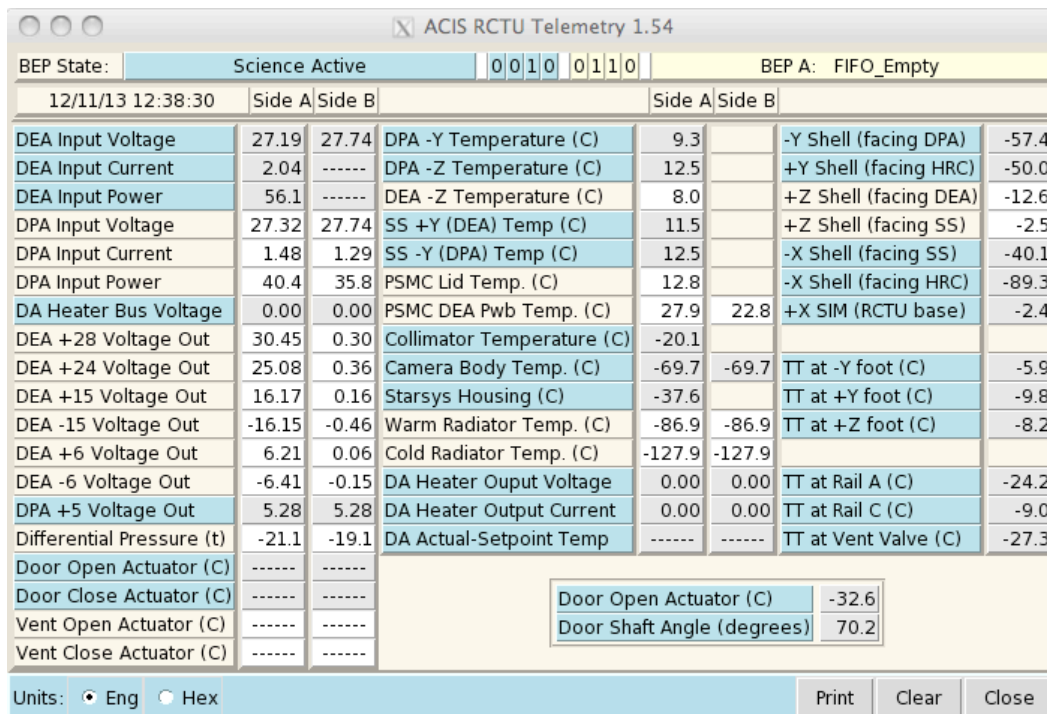 ACIS RCTU Telemetry 1.54
BEP State: Science Active 0 0 1 0 0 1 1 0 BEP A: FIFO_Empty
12/11/13 12:38:30 Side A Side B Side A Side B
DEA Input Voltage 27.19 27.74 DPA -Y Temperature (C) 9.3 -Y Shell (facing DPA) -57.4
DEA Input Current 2.04 ------ DPA -Z Temperature (C) 12.5 +Y Shell (facing HRC) -50.0
DEA Input Power 56.1 ------ DEA -Z Temperature (C) 8.0 +Z Shell (facing DEA) -12.6
DPA Input Voltage 27.32 27.74 SS +Y (DEA) Temp (C) 11.5 +Z Shell (facing SS) -2.5
DPA Input Current 1.48 1.29 SS -Y (DPA) Temp (C) 12.5 -X Shell (facing SS) -40.1
DPA Input Power 40.4 35.8 PSMC Lid Temp. (C) 12.8 -X Shell (facing HRC) -89.3
DA Heater Bus Voltage 0.00 0.00 PSMC DEA Pwb Temp. (C) 27.9 22.8 +X SIM (RCTU base) -2.4
DEA +28 Voltage Out 30.45 0.30 Collimator Temperature (C) -20.1
DEA +24 Voltage Out 25.08 0.36 Camera Body Temp. (C) -69.7 -69.7 TT at -Y foot (C) -5.9
DEA +15 Voltage Out 16.17 0.16 Starsys Housing (C) -37.6 TT at +Y foot (C) -9.8
DEA -15 Voltage Out -16.15 -0.46 Warm Radiator Temp. (C) -86.9 -86.9 TT at +Z foot (C) -8.2
DEA +6 Voltage Out 6.21 0.06 Cold Radiator Temp. (C) -127.9 -127.9
DEA -6 Voltage Out -6.41 -0.15 DA Heater Ouput Voltage 0.00 0.00 TT at Rail A (C) -24.2
DPA +5 Voltage Out 5.28 5.28 DA Heater Output Current 0.00 0.00 TT at Rail C (C) -9.0
Differential Pressure (t) -21.1 -19.1 DA Actual-Setpoint Temp ------ ------ TT at Vent Valve (C) -27.3
Door Open Actuator (C) ------ ------
Door Close Actuator (C) ------ ------ Door Open Actuator (C) -32.6
Vent Open Actuator (C) ------ ------ Door Shaft Angle (degrees) 70.2
Vent Close Actuator (C) ------ ------
Units: Eng Hex Print Clear Close